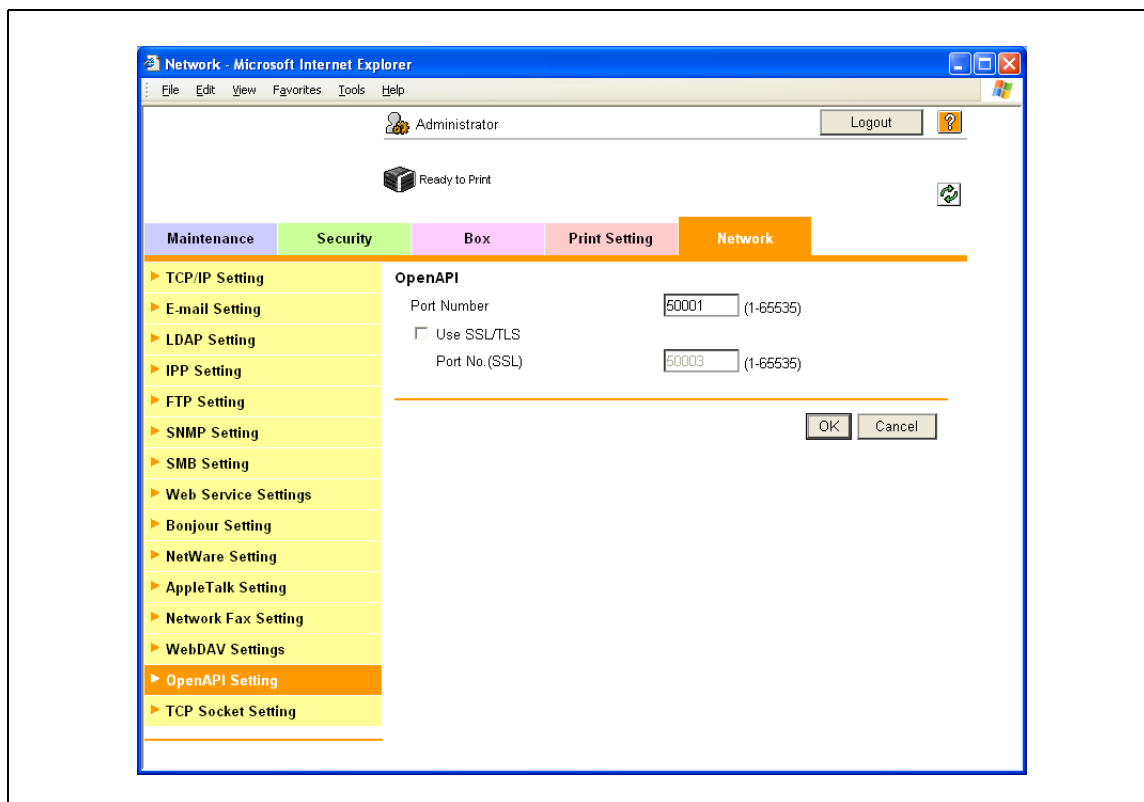 Network - Microsoft Internet Explorer
File Edit View Favorites Tools Help
Administrator Logout ?
Ready to Print
Maintenance Security Box Print Setting Network
TCP/IP Setting
E-mail Setting
LDAP Setting
IPP Setting
FTP Setting
SNMP Setting
SMB Setting
Web Service Settings
Bonjour Setting
NetWare Setting
AppleTalk Setting
Network Fax Setting
WebDAV Settings
OpenAPI Setting
TCP Socket Setting
OpenAPI
Port Number 50001 (1-65535)
Use SSL/TLS
Port No.(SSL) 50003 (1-65535)
OK Cancel